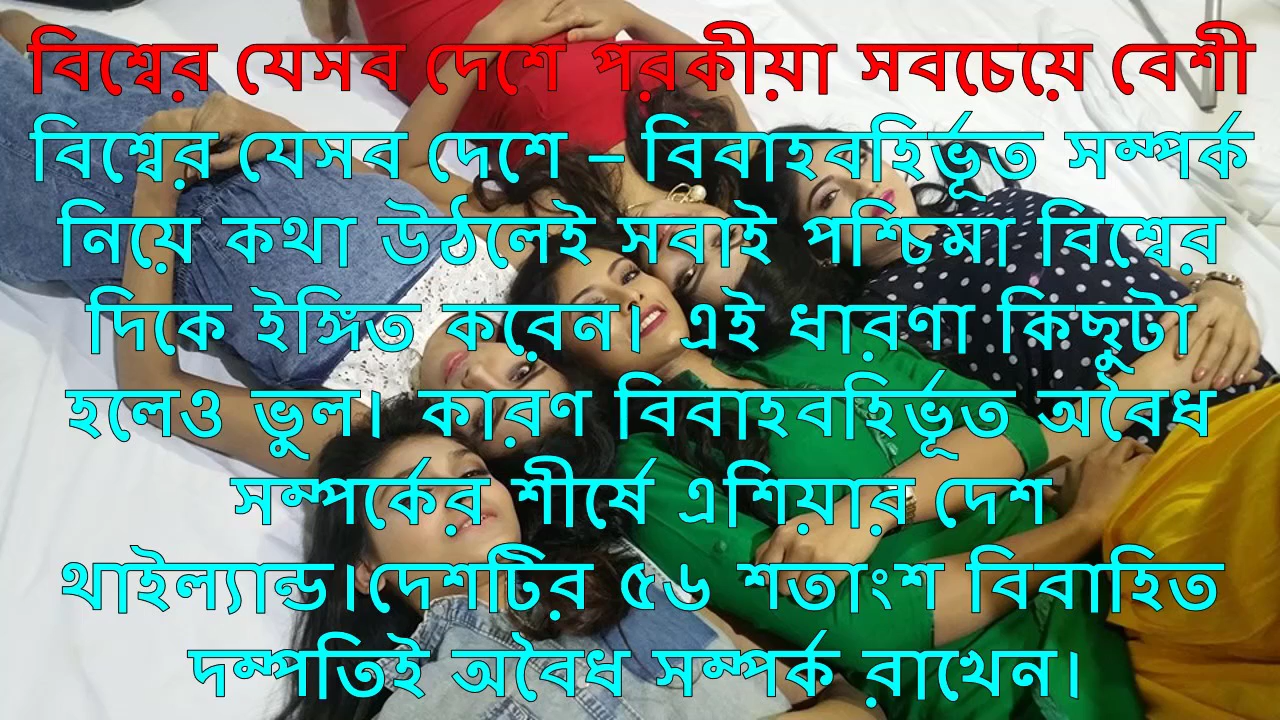 বিশ্বের যেসব দেশে পরকীয়া সবচেয়ে বেশী
বিশ্বের যেসব দেশে – বিবাহবহির্ভূত সম্পর্ক
নিয়ে কথা উঠলেই সবাই পশ্চিমা বিশ্বের
দিকে ইঙ্গিত করেন। এই ধারণা কিছুটা
হলেও ভুল। কারণ বিবাহবহির্ভূত অবৈধ
সম্পর্কের শীর্ষে এশিয়ার দেশ
থাইল্যান্ড।দেশটির ৫৬ শতাংশ বিবাহিত
দম্পতিই অবৈধ সম্পর্ক রাখেন।